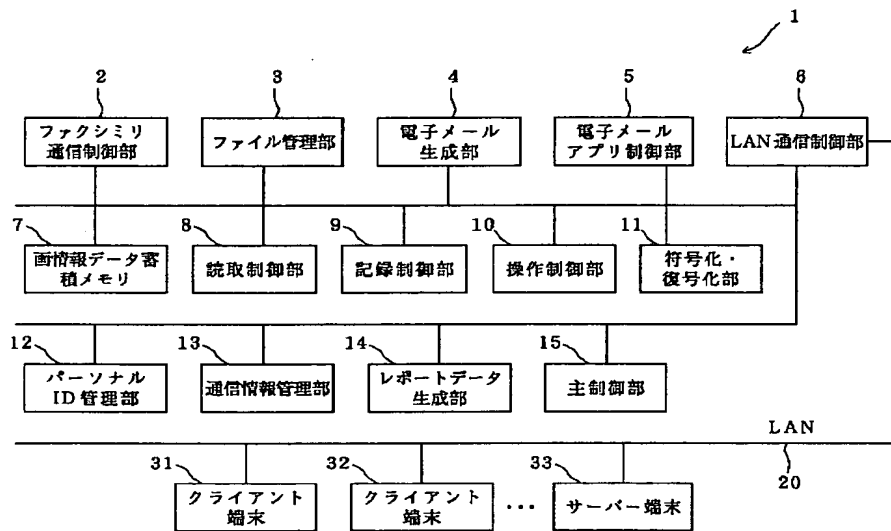 1
2
3
4
5
6
ファクシミリ
通信制御部
ファイル管理部
電子メール
生成部
電子メール
アプリ制御部
LAN通信制御部
7
8
9
10
11
画情報データ蓄
積メモリ
読取制御部
記録制御部
操作制御部
符号化・
復号化部
12
13
14
15
パーソナル
ID管理部
通信情報管理部
レポートデータ
生成部
主制御部
LAN
20
31
32
33
クライアント
端末
クライアント
端末
...
サーバー端末